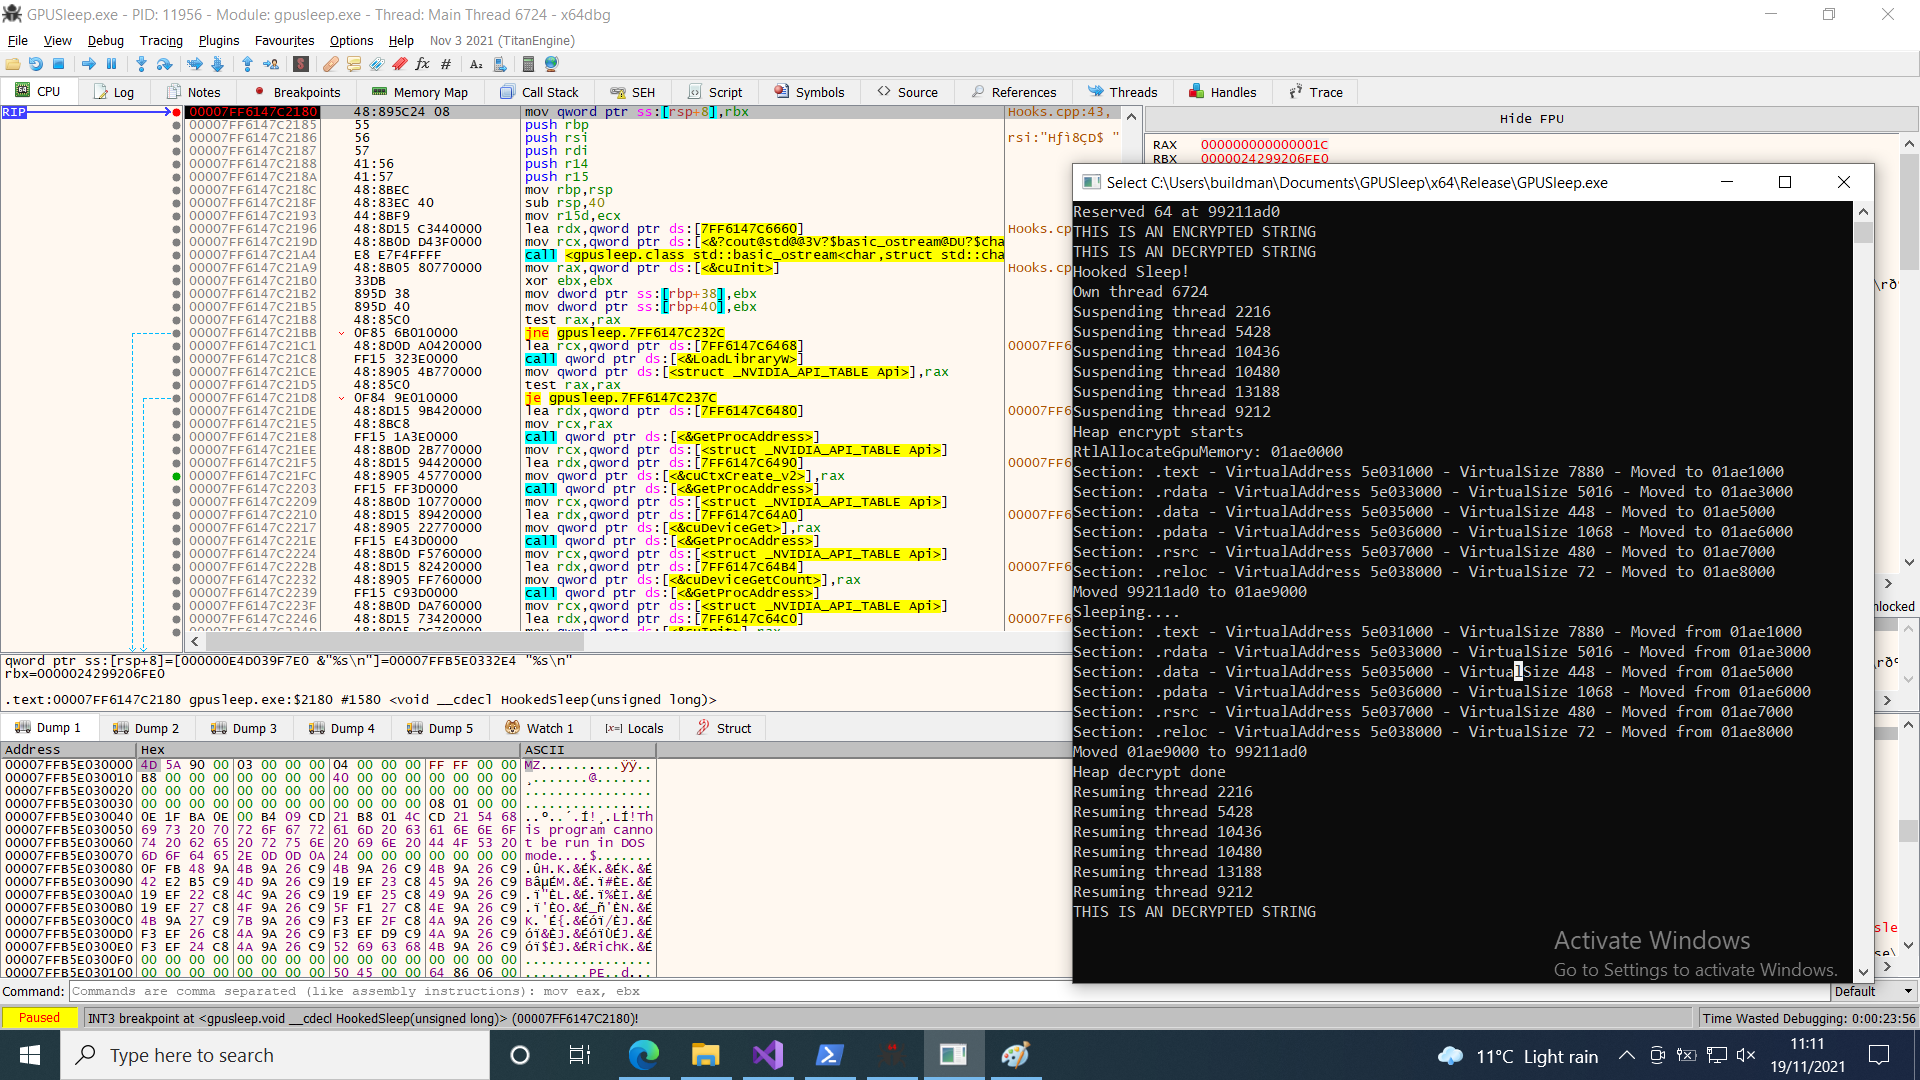 GPUSleep.exe - PID: 11956 - Module: gpusleep.exe - Thread: Main Thread 6724 - x64dbg
File View Debug Tracing Plugins Favourites Options Help Nov 3 2021 (TitanEngine)
CPU Log Notes Breakpoints Memory Map Call Stack SEH Script Symbols Source References Threads Handles Trace
RIP
00007FF6147C2180 48:895C24 08 mov qword ptr ss:[rsp+8],rbx Hooks.cpp:43,
00007FF6147C2185 55 push rbp
00007FF6147C2186 56 push rsi rsi:"Hƒì8ÇD$ "
00007FF6147C2187 57 push rdi
00007FF6147C2188 41:56 push r14
00007FF6147C218A 41:57 push r15
00007FF6147C218C 48:8BEC mov rbp,rsp
00007FF6147C218F 48:83EC 40 sub rsp,40
00007FF6147C2193 44:8BF9 mov r15d,ecx
00007FF6147C2196 48:8D15 C3440000 lea rdx,qword ptr ds:[7FF6147C6660] Hooks.cp
00007FF6147C219D 48:8B0D D43F0000 mov rcx,qword ptr ds:[<&?cout@std@@3V?$basic_ostream@DU?$cha
00007FF6147C21A4 E8 E7F4FFFF call <gpusleep.class std::basic_ostream<char,struct std::cha
00007FF6147C21A9 48:8B05 80770000 mov rax,qword ptr ds:[<&cuInit>] Hooks.cp
00007FF6147C21B0 33DB xor ebx,ebx
00007FF6147C21B2 895D 38 mov dword ptr ss:[rbp+38],ebx
00007FF6147C21B5 895D 40 mov dword ptr ss:[rbp+40],ebx
00007FF6147C21B8 48:85C0 test rax,rax
00007FF6147C21BB 0F85 6B010000 jne gpusleep.7FF6147C232C
00007FF6147C21C1 48:8D0D A0420000 lea rcx,qword ptr ds:[7FF6147C6468] 00007FF6
00007FF6147C21C8 FF15 323E0000 call qword ptr ds:[<&LoadLibraryW>]
00007FF6147C21CE 48:8905 4B770000 mov qword ptr ds:[<struct _NVIDIA_API_TABLE Api>],rax
00007FF6147C21D5 48:85C0 test rax,rax
00007FF6147C21D8 0F84 9E010000 je gpusleep.7FF6147C237C
00007FF6147C21DE 48:8D15 9B420000 lea rdx,qword ptr ds:[7FF6147C6480] 00007FF6
00007FF6147C21E5 48:8BC8 mov rcx,rax
00007FF6147C21E8 FF15 1A3E0000 call qword ptr ds:[<&GetProcAddress>]
00007FF6147C21EE 48:8B0D 2B770000 mov rcx,qword ptr ds:[<struct _NVIDIA_API_TABLE Api>]
00007FF6147C21F5 48:8D15 94420000 lea rdx,qword ptr ds:[7FF6147C6490] 00007FF6
00007FF6147C21FC 48:8905 45770000 mov qword ptr ds:[<&cuCtxCreate_v2>],rax
00007FF6147C2203 FF15 FF3D0000 call qword ptr ds:[<&GetProcAddress>]
00007FF6147C2209 48:8B0D 10770000 mov rcx,qword ptr ds:[<struct _NVIDIA_API_TABLE Api>]
00007FF6147C2210 48:8D15 89420000 lea rdx,qword ptr ds:[7FF6147C64A0] 00007FF6
00007FF6147C2217 48:8905 22770000 mov qword ptr ds:[<&cuDeviceGet>],rax
00007FF6147C221E FF15 E43D0000 call qword ptr ds:[<&GetProcAddress>]
00007FF6147C2224 48:8B0D F5760000 mov rcx,qword ptr ds:[<struct _NVIDIA_API_TABLE Api>]
00007FF6147C222B 48:8D15 82420000 lea rdx,qword ptr ds:[7FF6147C64B4] 00007FF6
00007FF6147C2232 48:8905 FF760000 mov qword ptr ds:[<&cuDeviceGetCount>],rax
00007FF6147C2239 FF15 C93D0000 call qword ptr ds:[<&GetProcAddress>]
00007FF6147C223F 48:8B0D DA760000 mov rcx,qword ptr ds:[<struct _NVIDIA_API_TABLE Api>]
00007FF6147C2246 48:8D15 73420000 lea rdx,qword ptr ds:[7FF6147C64C0] 00007FF6
Hide FPU
RAX 000000000000001C
RBX 0000024299206FE0
nlocked
qword ptr ss:[rsp+8]=[000000E4D039F7E0 &"%s\n"]=00007FFB5E0332E4 "%s\n"
rbx=0000024299206FE0
.text:00007FF6147C2180 gpusleep.exe:$2180 #1580 <void __cdecl HookedSleep(unsigned long)>
Dump 1 Dump 2 Dump 3 Dump 4 Dump 5 Watch 1 [x=] Locals Struct
Address Hex ASCII
00007FFB5E030000 4D 5A 90 00 03 00 00 00 04 00 00 00 FF FF 00 00 MZ..........ÿÿ..
00007FFB5E030010 B8 00 00 00 00 00 00 00 40 00 00 00 00 00 00 00 ¸.......@.......
00007FFB5E030020 00 00 00 00 00 00 00 00 00 00 00 00 00 00 00 00 ................
00007FFB5E030030 00 00 00 00 00 00 00 00 00 00 00 00 08 01 00 00 ................
00007FFB5E030040 0E 1F BA 0E 00 B4 09 CD 21 B8 01 4C CD 21 54 68 ..º..´.Í!¸.LÍ!Th
00007FFB5E030050 69 73 20 70 72 6F 67 72 61 6D 20 63 61 6E 6E 6F is program canno
00007FFB5E030060 74 20 62 65 20 72 75 6E 20 69 6E 20 44 4F 53 20 t be run in DOS
00007FFB5E030070 6D 6F 64 65 2E 0D 0D 0A 24 00 00 00 00 00 00 00 mode....$.......
00007FFB5E030080 0F FB 48 9A 4B 9A 26 C9 4B 9A 26 C9 4B 9A 26 C9 .ûH.K.&ÉK.&ÉK.&É
00007FFB5E030090 42 E2 B5 C9 4D 9A 26 C9 19 EF 23 C8 45 9A 26 C9 BâµÉM.&É.ï#ÈE.&É
00007FFB5E0300A0 19 EF 22 C8 4C 9A 26 C9 19 EF 25 C8 49 9A 26 C9 .ï"ÈL.&É.ï%ÈI.&É
00007FFB5E0300B0 19 EF 27 C8 4F 9A 26 C9 5F F1 27 C8 4E 9A 26 C9 .ï'ÈO.&É_ñ'ÈN.&É
00007FFB5E0300C0 4B 9A 27 C9 7B 9A 26 C9 F3 EF 2F C8 4A 9A 26 C9 K.'É{.&Éóï/ÈJ.&É
00007FFB5E0300D0 F3 EF 26 C8 4A 9A 26 C9 F3 EF D9 C9 4A 9A 26 C9 óï&ÈJ.&ÉóïÙÉJ.&É
00007FFB5E0300E0 F3 EF 24 C8 4A 9A 26 C9 52 69 63 68 4B 9A 26 C9 óï$ÈJ.&ÉRichK.&É
00007FFB5E0300F0 00 00 00 00 00 00 00 00 00 00 00 00 00 00 00 00 ................
00007FFB5E030100 00 00 00 00 00 00 00 00 50 45 00 00 64 86 06 00 ........PE..d...
Command: Commands are comma separated (like assembly instructions): mov eax, ebx Default
Paused INT3 breakpoint at <gpusleep.void __cdecl HookedSleep(unsigned long)> (00007FF6147C2180)! Time Wasted Debugging: 0:00:23:56
Select C:\Users\buildman\Documents\GPUSleep\x64\Release\GPUSleep.exe
Reserved 64 at 99211ad0
THIS IS AN ENCRYPTED STRING
THIS IS AN DECRYPTED STRING
Hooked Sleep!
Own thread 6724
Suspending thread 2216
Suspending thread 5428
Suspending thread 10436
Suspending thread 10480
Suspending thread 13188
Suspending thread 9212
Heap encrypt starts
RtlAllocateGpuMemory: 01ae0000
Section: .text - VirtualAddress 5e031000 - VirtualSize 7880 - Moved to 01ae1000
Section: .rdata - VirtualAddress 5e033000 - VirtualSize 5016 - Moved to 01ae3000
Section: .data - VirtualAddress 5e035000 - VirtualSize 448 - Moved to 01ae5000
Section: .pdata - VirtualAddress 5e036000 - VirtualSize 1068 - Moved to 01ae6000
Section: .rsrc - VirtualAddress 5e037000 - VirtualSize 480 - Moved to 01ae7000
Section: .reloc - VirtualAddress 5e038000 - VirtualSize 72 - Moved to 01ae8000
Moved 99211ad0 to 01ae9000
Sleeping....
Section: .text - VirtualAddress 5e031000 - VirtualSize 7880 - Moved from 01ae1000
Section: .rdata - VirtualAddress 5e033000 - VirtualSize 5016 - Moved from 01ae3000
Section: .data - VirtualAddress 5e035000 - VirtualSize 448 - Moved from 01ae5000
Section: .pdata - VirtualAddress 5e036000 - VirtualSize 1068 - Moved from 01ae6000
Section: .rsrc - VirtualAddress 5e037000 - VirtualSize 480 - Moved from 01ae7000
Section: .reloc - VirtualAddress 5e038000 - VirtualSize 72 - Moved from 01ae8000
Moved 01ae9000 to 99211ad0
Heap decrypt done
Resuming thread 2216
Resuming thread 5428
Resuming thread 10436
Resuming thread 10480
Resuming thread 13188
Resuming thread 9212
THIS IS AN DECRYPTED STRING
Activate Windows
Go to Settings to activate Windows.
Type here to search
11°C Light rain
11:11
19/11/2021